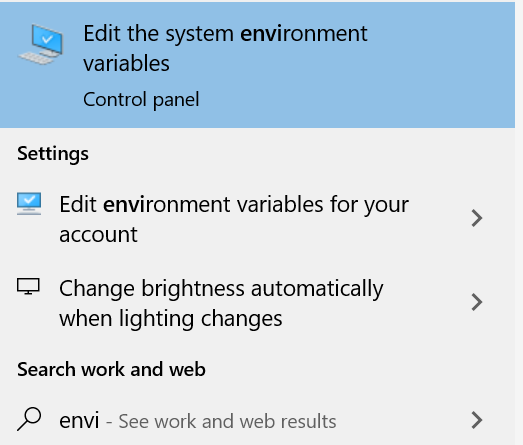 Edit the system environment
variables
Control panel
Settings
Edit environment variables for your
account
Change brightness automatically
when lighting changes
Search work and web
envi - See work and web results